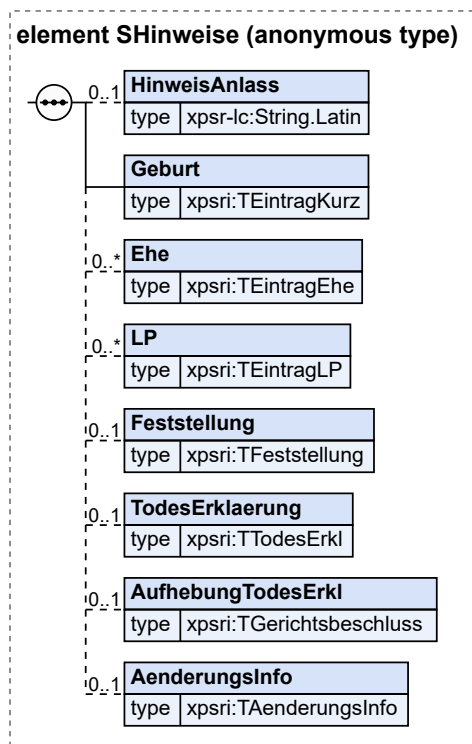 element SHinweise (anonymous type)
0..1 HinweisAnlass
type xpsr-lc:String.Latin
Geburt
type xpsri:TEintragKurz
0..* Ehe
type xpsri:TEintragEhe
0..* LP
type xpsri:TEintragLP
0..1 Feststellung
type xpsri:TFeststellung
0..1 TodesErklaerung
type xpsri:TTodesErkl
0..1 AufhebungTodesErkl
type xpsri:TGerichtsbeschluss
0..1 AenderungsInfo
type xpsri:TAenderungsInfo